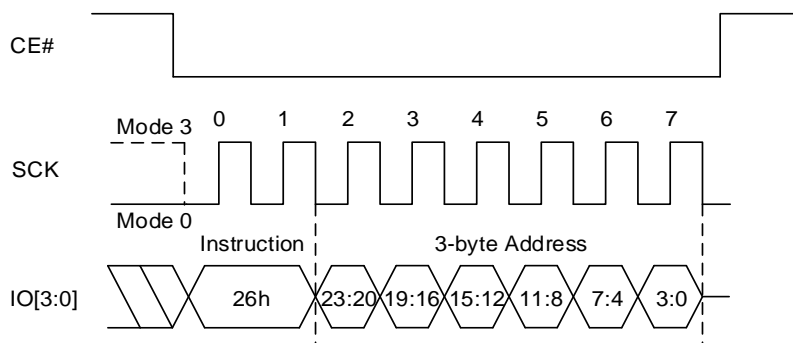 CE#
Mode 3
0 1 2 3 4 5 6 7
SCK
Mode 0
Instruction 3-byte Address
IO[3:0] 26h 23:20 19:16 15:12 11:8 7:4 3:0